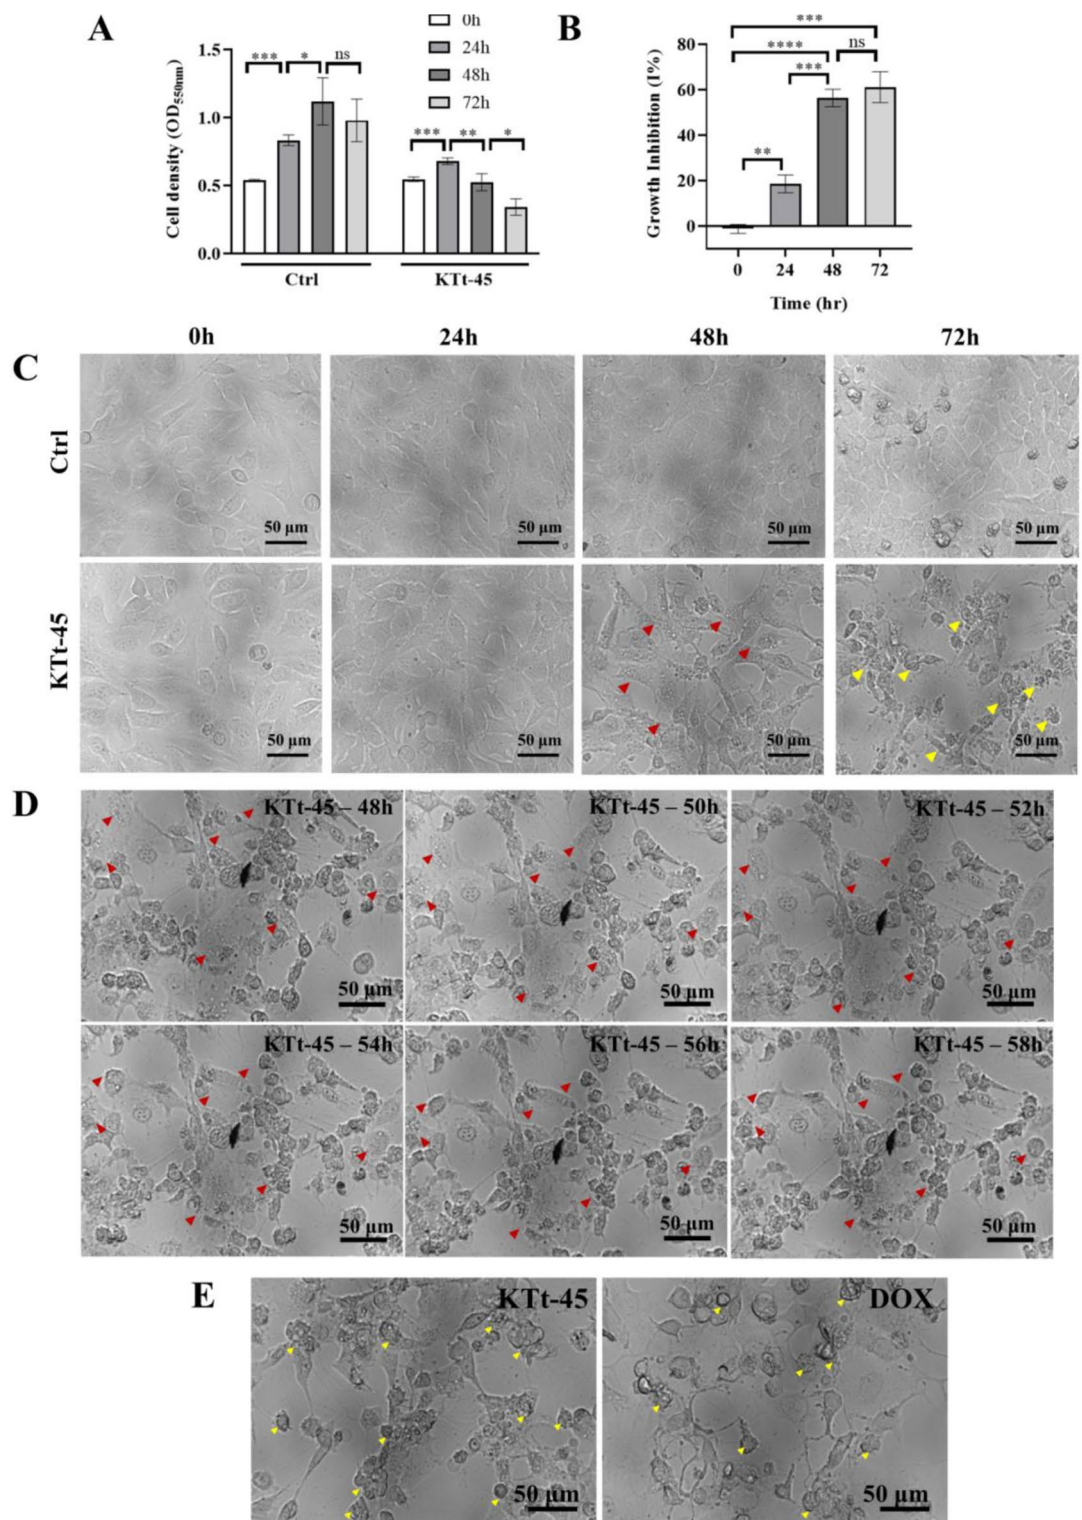 A
0h
24h
48h
72h
Cell density (OD550nm)
1.5
1.0
0.5
0.0
***
*
ns
***
**
*
Ctrl
KTt-45
B
Growth Inhibition (I%)
80
60
40
20
0
***
****
ns
***
**
0
24
48
72
Time (hr)
C
0h
24h
48h
72h
Ctrl
50 µm
50 µm
50 µm
50 µm
KTt-45
50 µm
50 µm
50 µm
50 µm
D
KTt-45 – 48h
KTt-45 – 50h
KTt-45 – 52h
50 µm
50 µm
50 µm
KTt-45 – 54h
KTt-45 – 56h
KTt-45 – 58h
50 µm
50 µm
50 µm
E
KTt-45
DOX
50 µm
50 µm